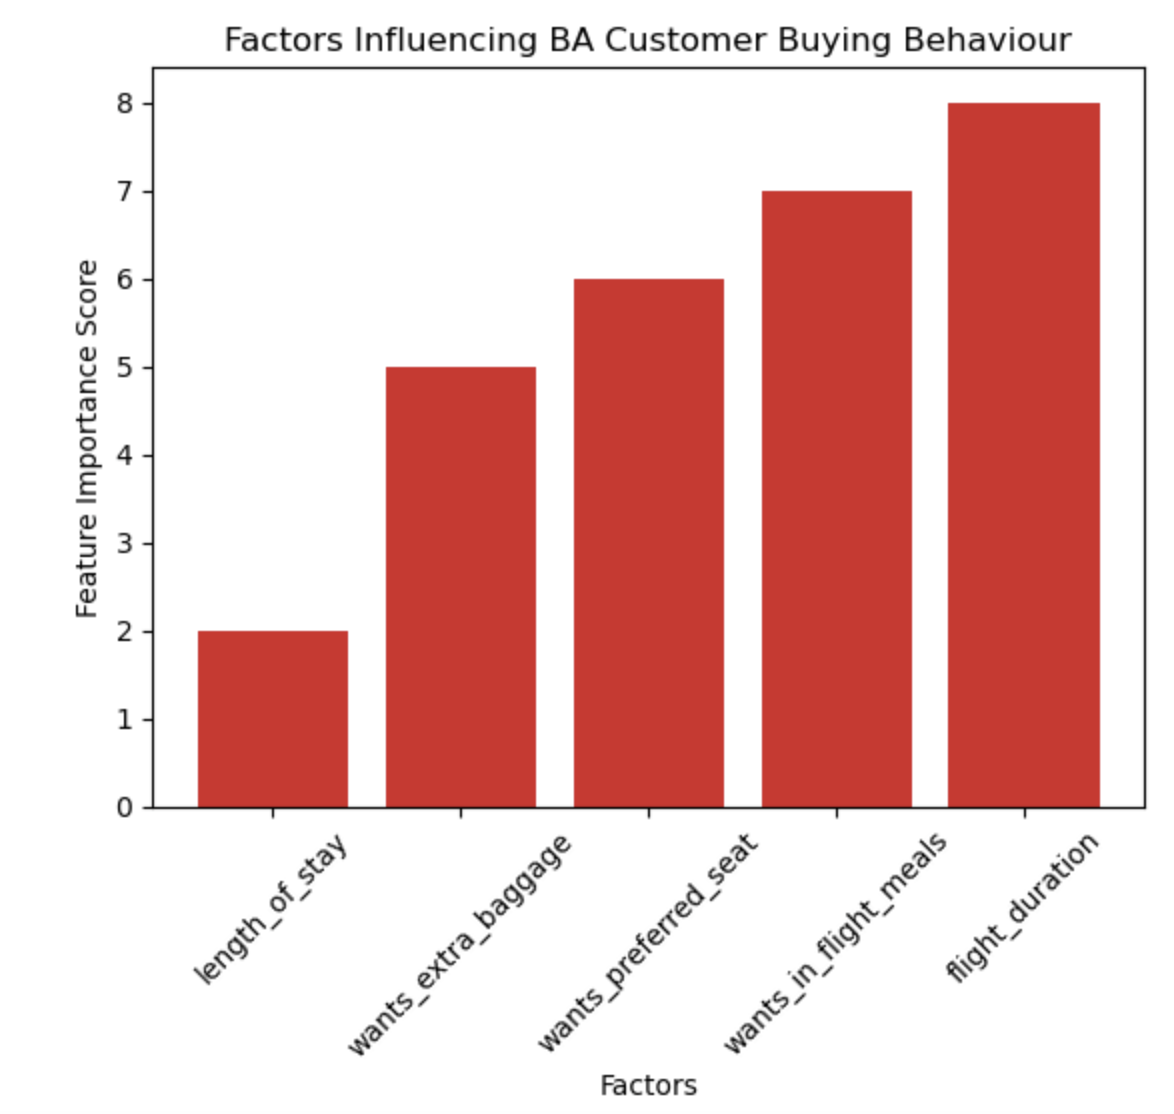 Factors Influencing BA Customer Buying Behaviour
Feature Importance Score
8
7
6
5
4
3
2
1
0
length_of_stay
wants_extra_baggage
wants_preferred_seat
wants_in_flight_meals
flight_duration
Factors